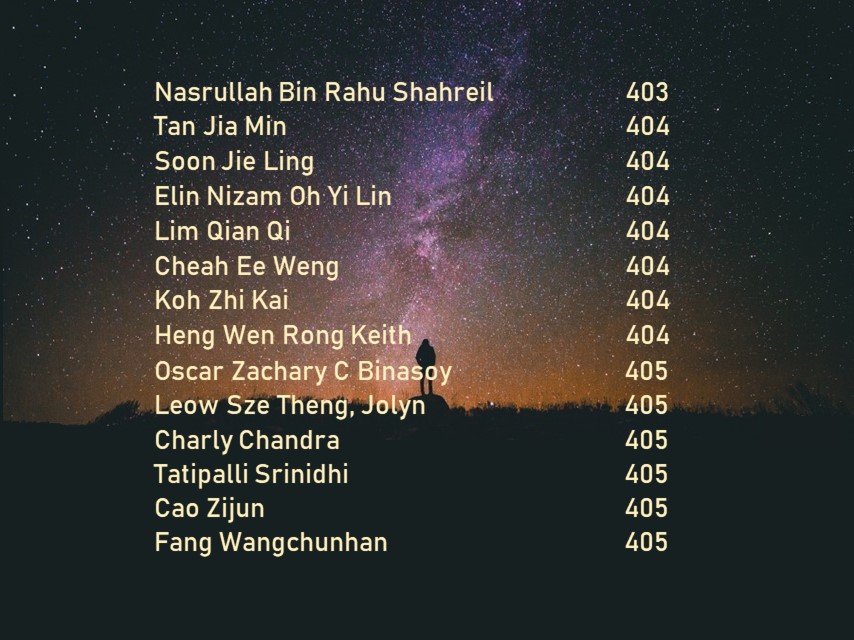 Nasrullah Bin Rahu Shahreil 403
Tan Jia Min 404
Soon Jie Ling 404
Elin Nizam Oh Yi Lin 404
Lim Qian Qi 404
Cheah Ee Weng 404
Koh Zhi Kai 404
Heng Wen Rong Keith 404
Oscar Zachary C Binasoy 405
Leow Sze Theng, Jolyn 405
Charly Chandra 405
Tatipalli Srinidhi 405
Cao Zijun 405
Fang Wangchunhan 405